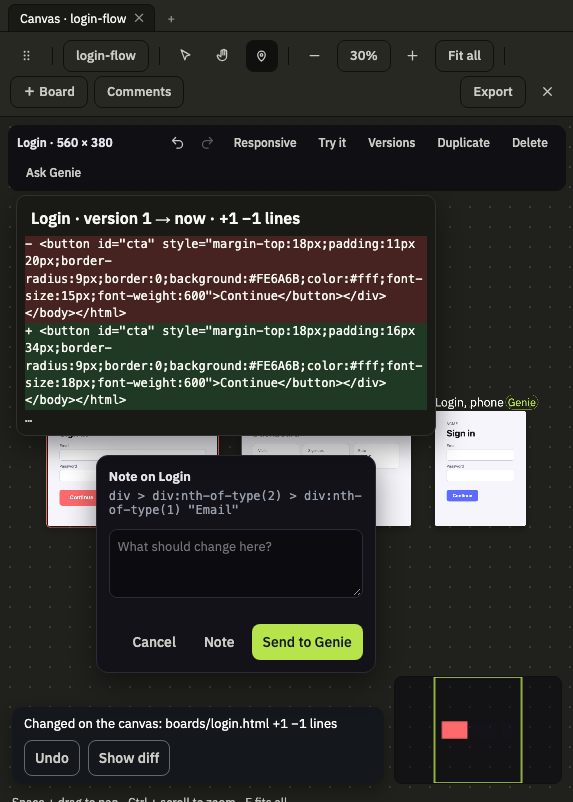 Canvas · login-flow
login-flow
30%
Fit all
+ Board
Comments
Export
Login · 560 × 380
Responsive
Try it
Versions
Duplicate
Delete
Ask Genie
Login · version 1 → now · +1 −1 lines
− <button id="cta" style="margin-top:18px;padding:11px
20px;border-
radius:9px;border:0;background:#FE6A6B;color:#fff;font-
size:15px;font-weight:600">Continue</button></div>
</body></html>
+ <button id="cta" style="margin-top:18px;padding:16px
34px;border-
radius:9px;border:0;background:#FE6A6B;color:#fff;font-
size:18px;font-weight:600">Continue</button></div>
</body></html>
…
Login, phone Genie
Sign in
Email
Password
Continue
Password
Continue
Note on Login
div > div:nth-of-type(2) > div:nth-
of-type(1) "Email"
What should change here?
Cancel
Note
Send to Genie
Changed on the canvas: boards/login.html +1 −1 lines
Undo
Show diff